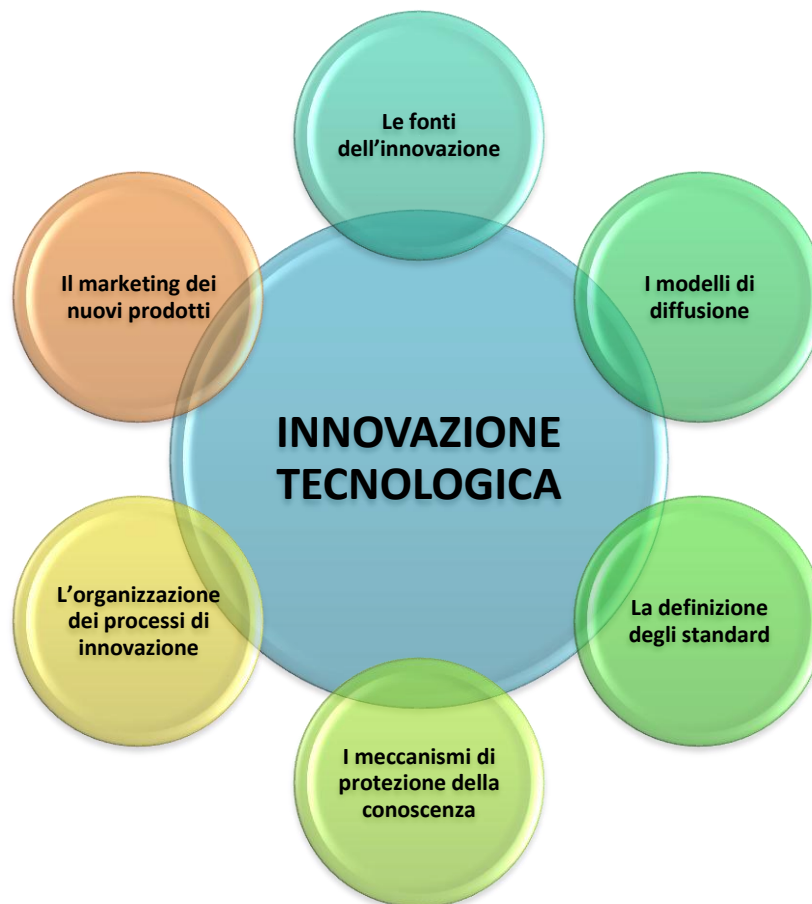 Le fonti
dell’innovazione
Il marketing dei
nuovi prodotti
I modelli di
diffusione
INNOVAZIONE
TECNOLOGICA
L’organizzazione
dei processi di
innovazione
La definizione
degli standard
I meccanismi di
protezione della
conoscenza